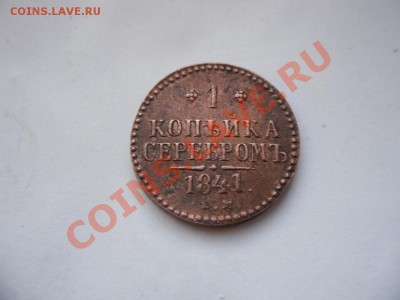 COINS.LAVE.RU
1
КОПѢЙКА
СЕРЕБРОМЪ
1841.
COINS.LAVE.RU